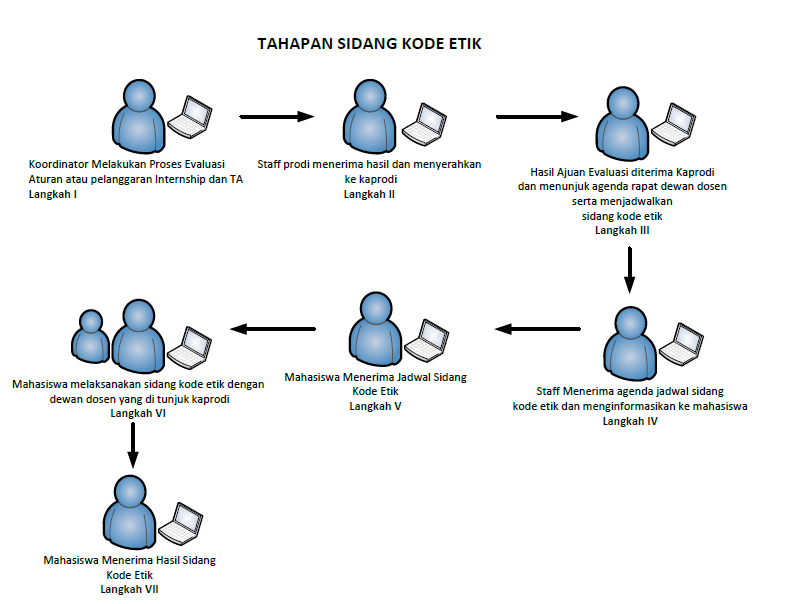 TAHAPAN SIDANG KODE ETIK
Koordinator Melakukan Proses Evaluasi
Aturan atau pelanggaran Internship dan TA
Langkah I
Staff prodi menerima hasil dan menyerahkan
ke kaprodi
Langkah II
Hasil Ajuan Evaluasi diterima Kaprodi
dan menunjuk agenda rapat dewan dosen
serta menjadwalkan
sidang kode etik
Langkah III
Staff Menerima agenda jadwal sidang
kode etik dan menginformasikan ke mahasiswa
Langkah IV
Mahasiswa Menerima Jadwal Sidang
Kode Etik
Langkah V
Mahasiswa melaksanakan sidang kode etik dengan
dewan dosen yang di tunjuk kaprodi
Langkah VI
Mahasiswa Menerima Hasil Sidang
Kode Etik
Langkah VII